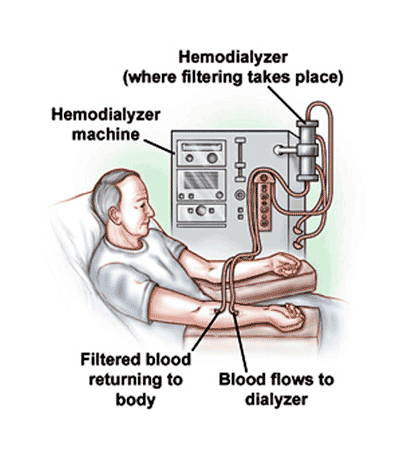 Hemodialyzer
(where filtering takes place)
Hemodialyzer
machine
Filtered blood
returning to
body
Blood flows to
dialyzer